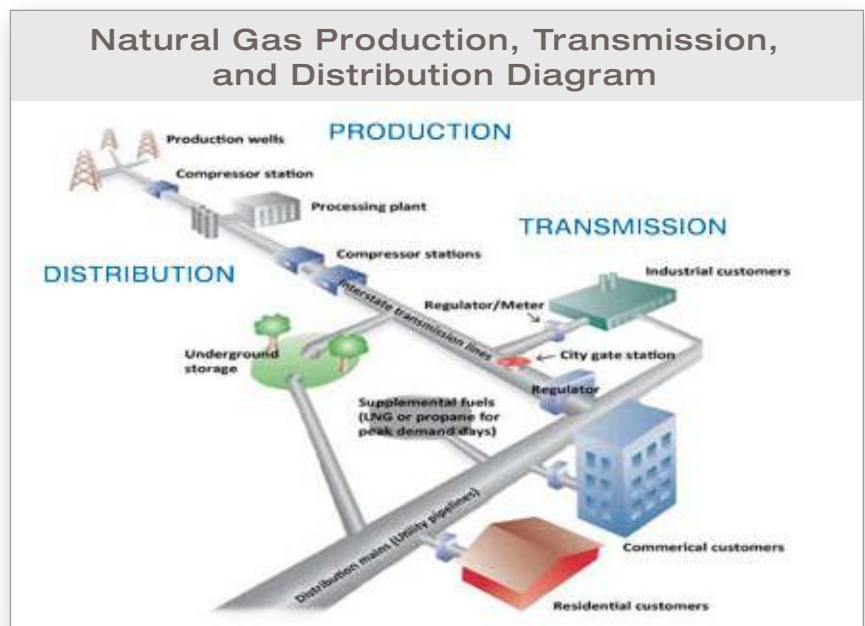 Natural Gas Production, Transmission,
and Distribution Diagram
PRODUCTION
Production wells
Compressor station
Processing plant
TRANSMISSION
Compressor stations
DISTRIBUTION
Industrial customers
Interstate transmission lines
Regulator/Meter
Underground
storage
City gate station
Regulator
Supplemental fuels
(LNG or propane for
peak demand days)
Distribution mains (Utility pipelines)
Commerical customers
Residential customers